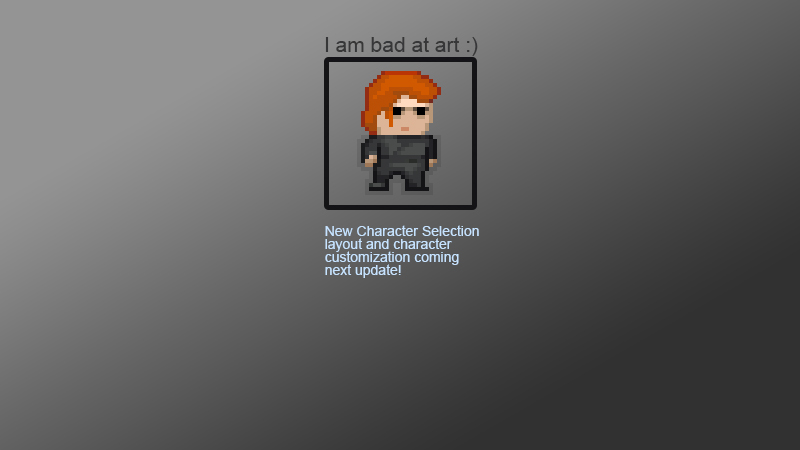 I am bad at art :)
New Character Selection
layout and character
customization coming
next update!